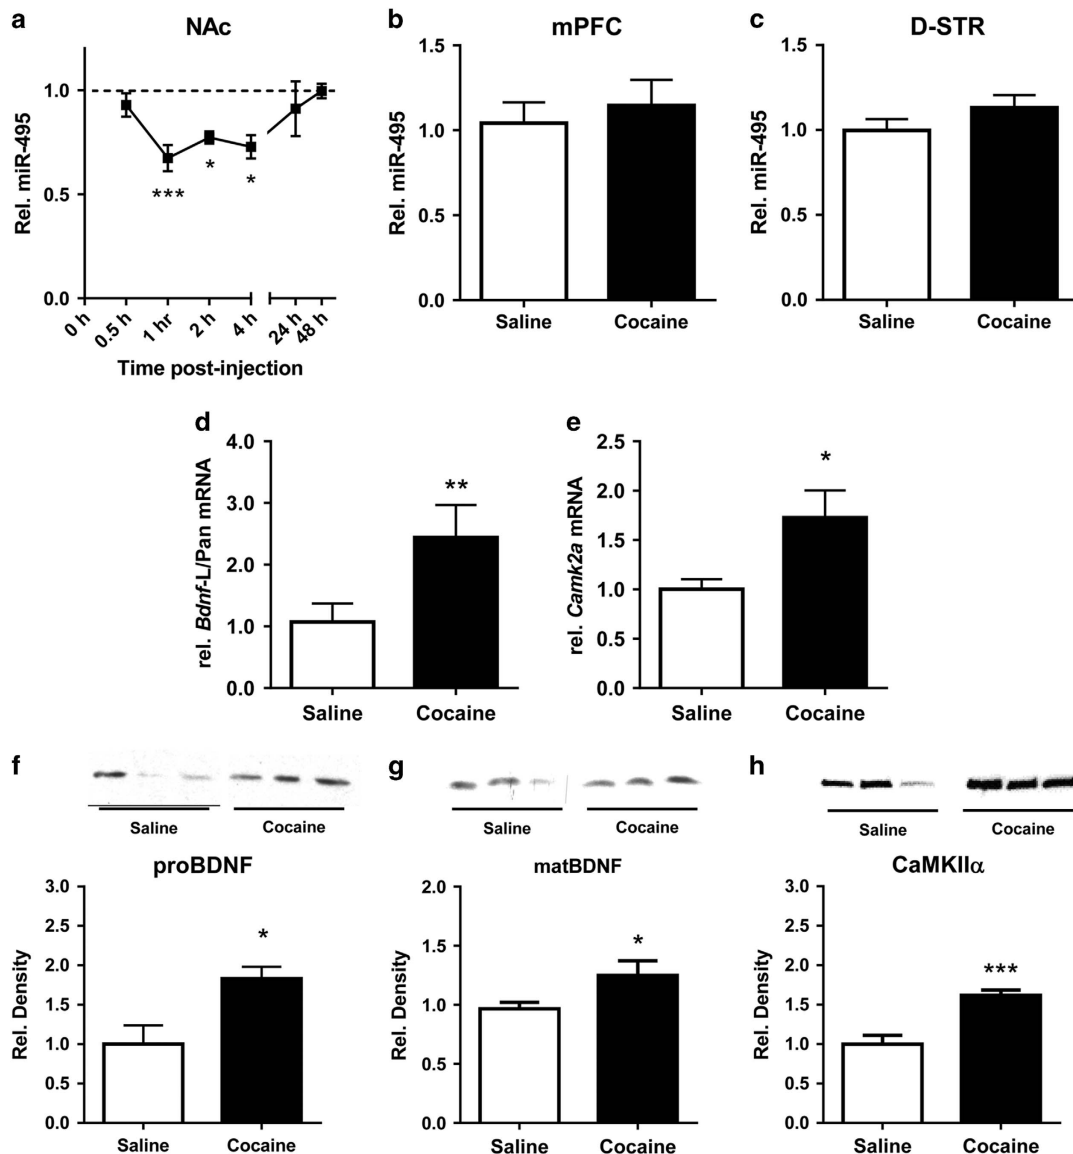 a
NAc
Rel. miR-495
1.0
0.5
0.0
***
*
*
0 h
0.5 h
1 hr
2 h
4 h
24 h
48 h
Time post-injection
b
mPFC
Rel. miR-495
1.5
1.0
0.5
0.0
Saline
Cocaine
c
D-STR
Rel. miR-495
1.5
1.0
0.5
0.0
Saline
Cocaine
d
rel. Bdnf-L/Pan mRNA
4.0
3.0
2.0
1.0
0.0
**
Saline
Cocaine
e
rel. Camk2a mRNA
2.5
2.0
1.5
1.0
0.5
0.0
*
Saline
Cocaine
f
Saline
Cocaine
proBDNF
Rel. Density
3.0
2.5
2.0
1.5
1.0
0.5
0.0
*
Saline
Cocaine
g
Saline
Cocaine
matBDNF
Rel. Density
2.0
1.5
1.0
0.5
0.0
*
Saline
Cocaine
h
Saline
Cocaine
CaMKIIα
Rel. Density
3.0
2.5
2.0
1.5
1.0
0.5
0.0
***
Saline
Cocaine